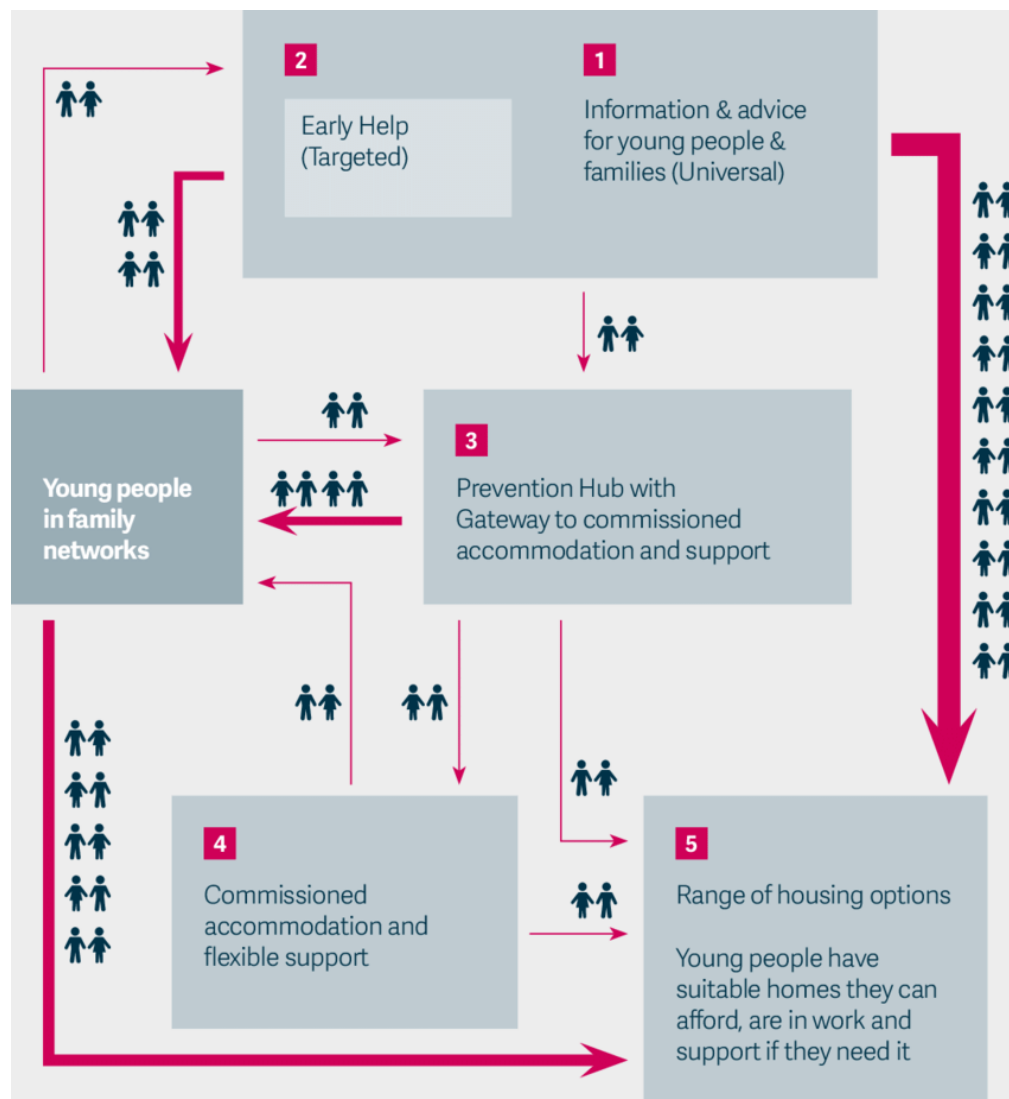 2
Early Help
(Targeted)
1
Information & advice
for young people &
families (Universal)
Young people
in family
networks
3
Prevention Hub with
Gateway to commissioned
accommodation and support
4
Commissioned
accommodation and
flexible support
5
Range of housing options
Young people have
suitable homes they can
afford, are in work and
support if they need it